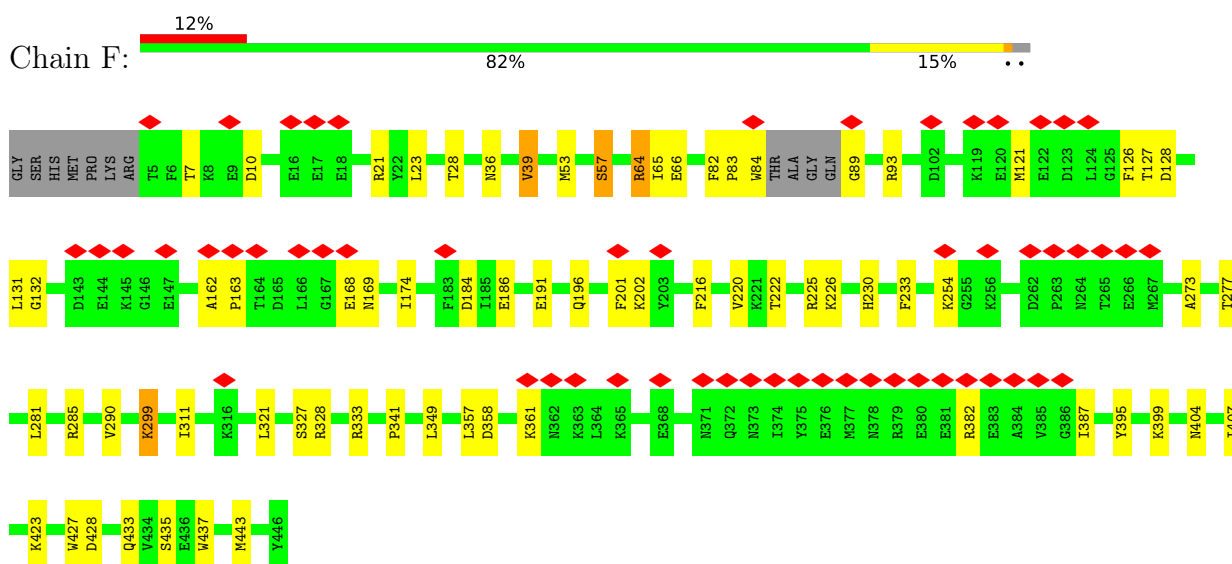 12%
Chain F:
82% 15% • •
GLY SER HIS MET PRO LYS ARG T5 F6 T7 K8 E9 D10 E16 E17 E18 R21 Y22 L23 T28 N36 V39 M53 S57 R64 I65 E66 F82 P83 W84 THR ALA GLY GLN G89 R93 D102 K119 E120 M121 E122 D123 L124 G125 F126 T127 D128
L131 G132 D143 E144 K145 G146 E147 A162 P163 T164 D165 L166 G167 E168 N169 I174 F183 D184 I185 E186 E191 Q196 F201 K202 Y203 F216 V220 K221 T222 R225 K226 H230 F233 K254 G255 K256 D262 P263 N264 T265 E266 M267 A273 T277
L281 R285 V290 K299 I311 K316 L321 S327 R328 R333 P341 L349 L357 D358 K361 N362 K363 L364 K365 E368 N371 Q372 N373 I374 Y375 E376 M377 N378 R379 E380 E381 R382 E383 A384 V385 G386 I387 Y395 K399 N404
K423 W427 D428 Q433 V434 S435 E436 W437 M443 Y446